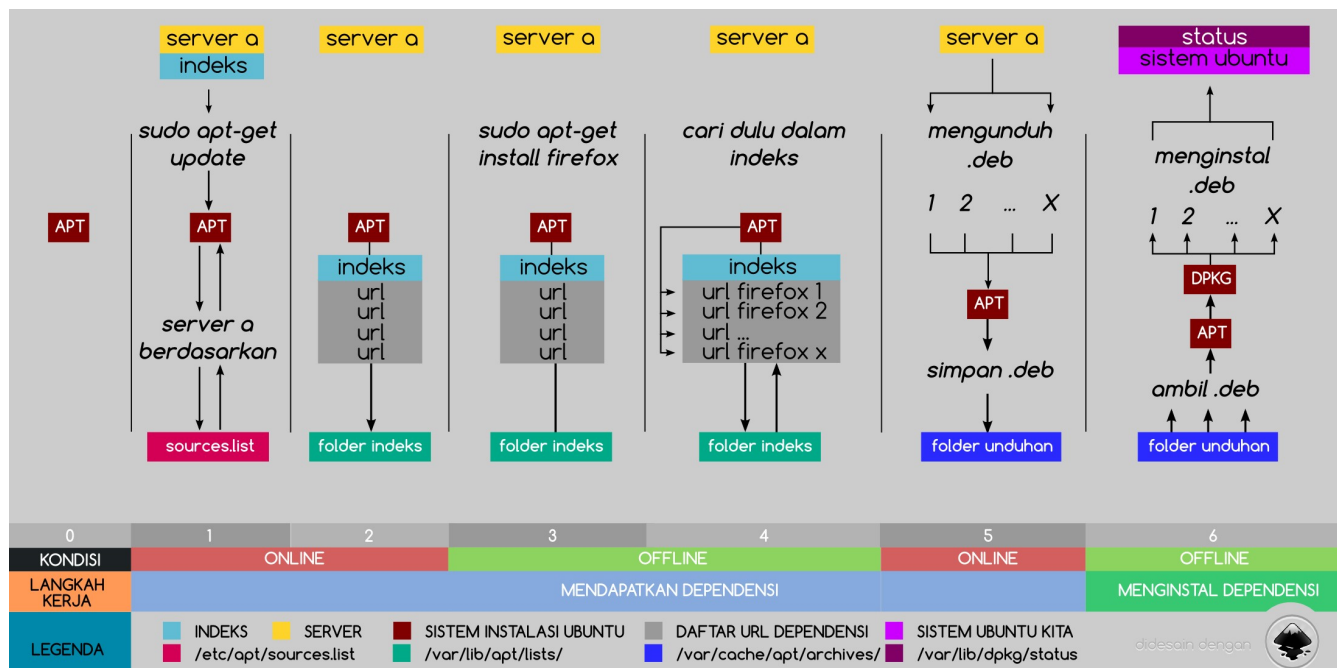 server a
indeks
sudo apt-get
update
APT
APT
server a
berdasarkan
sources.list
server a
APT
indeks
url
url
url
url
folder indeks
server a
sudo apt-get
install firefox
APT
indeks
url
url
url
url
folder indeks
server a
cari dulu dalam
indeks
APT
indeks
url firefox 1
url firefox 2
url ...
url firefox x
folder indeks
server a
mengunduh
.deb
1 2 ... X
APT
simpan .deb
folder unduhan
status
sistem ubuntu
menginstal
.deb
1 2 ... X
DPKG
APT
ambil .deb
folder unduhan
0 1 2 3 4 5 6
KONDISI ONLINE OFFLINE ONLINE OFFLINE
LANGKAH
KERJA
MENDAPATKAN DEPENDENSI MENGINSTAL DEPENDENSI
LEGENDA
INDEKS SERVER SISTEM INSTALASI UBUNTU DAFTAR URL DEPENDENSI SISTEM UBUNTU KITA
/etc/apt/sources.list /var/lib/apt/lists/ /var/cache/apt/archives/ /var/lib/dpkg/status
didesain dengan